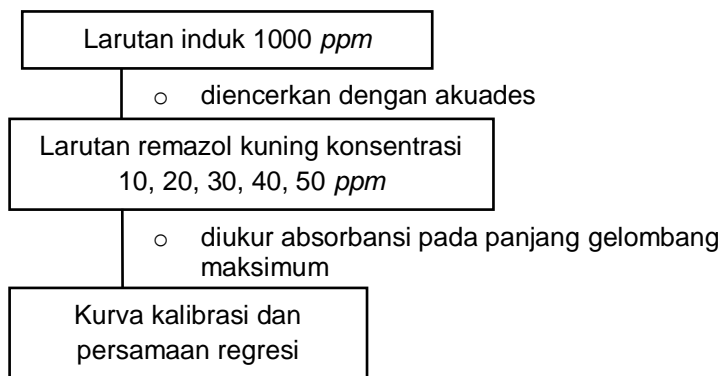 Larutan induk 1000 ppm
○ diencerkan dengan akuades
Larutan remazol kuning konsentrasi
10, 20, 30, 40, 50 ppm
○ diukur absorbansi pada panjang gelombang
maksimum
Kurva kalibrasi dan
persamaan regresi